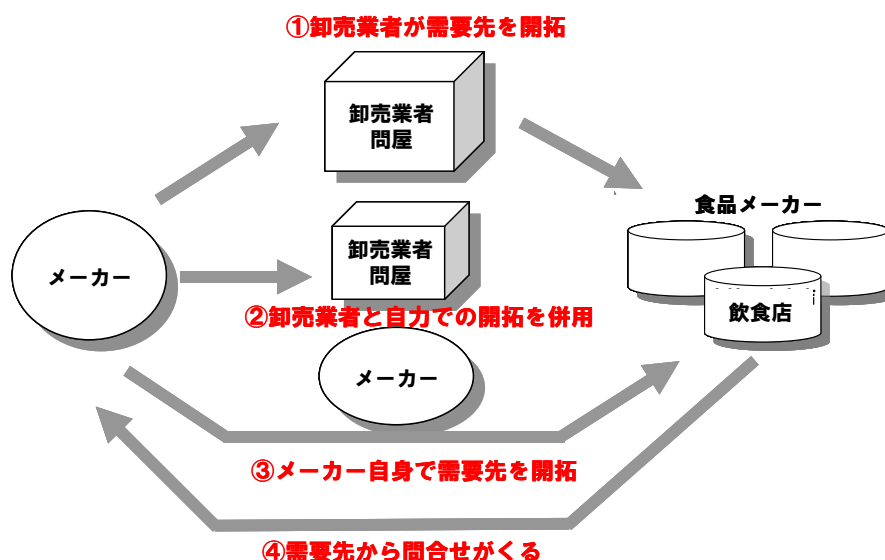 ①卸売業者が需要先を開拓
卸売業者
問屋
食品メーカー
メーカー
卸売業者
問屋
飲食店
②卸売業者と自力での開拓を併用
メーカー
③メーカー自身で需要先を開拓
④需要先から問合せがくる